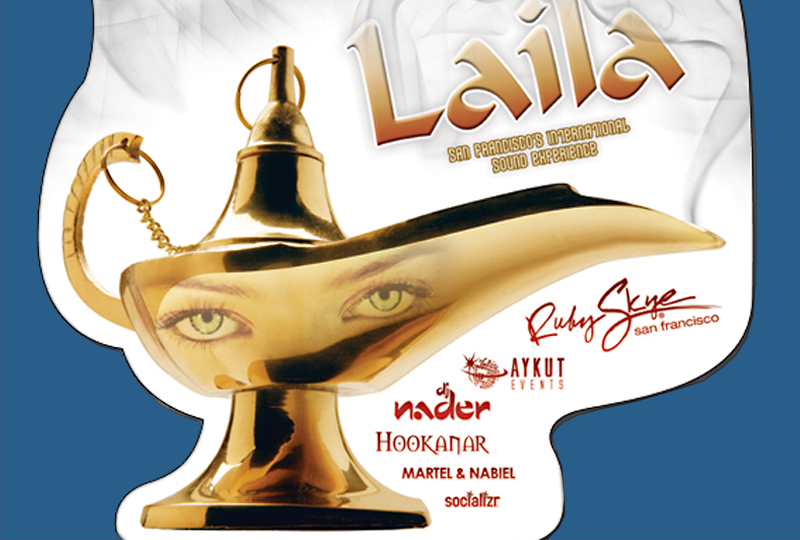 Laila
SAN FRANCISCO'S INTERNATIONAL
SOUND EXPERIENCE
Ruby Skye®
san francisco
AYKUT
EVENTS
dj
nader
HOOKANAR
MARTEL & NABIEL
socializr